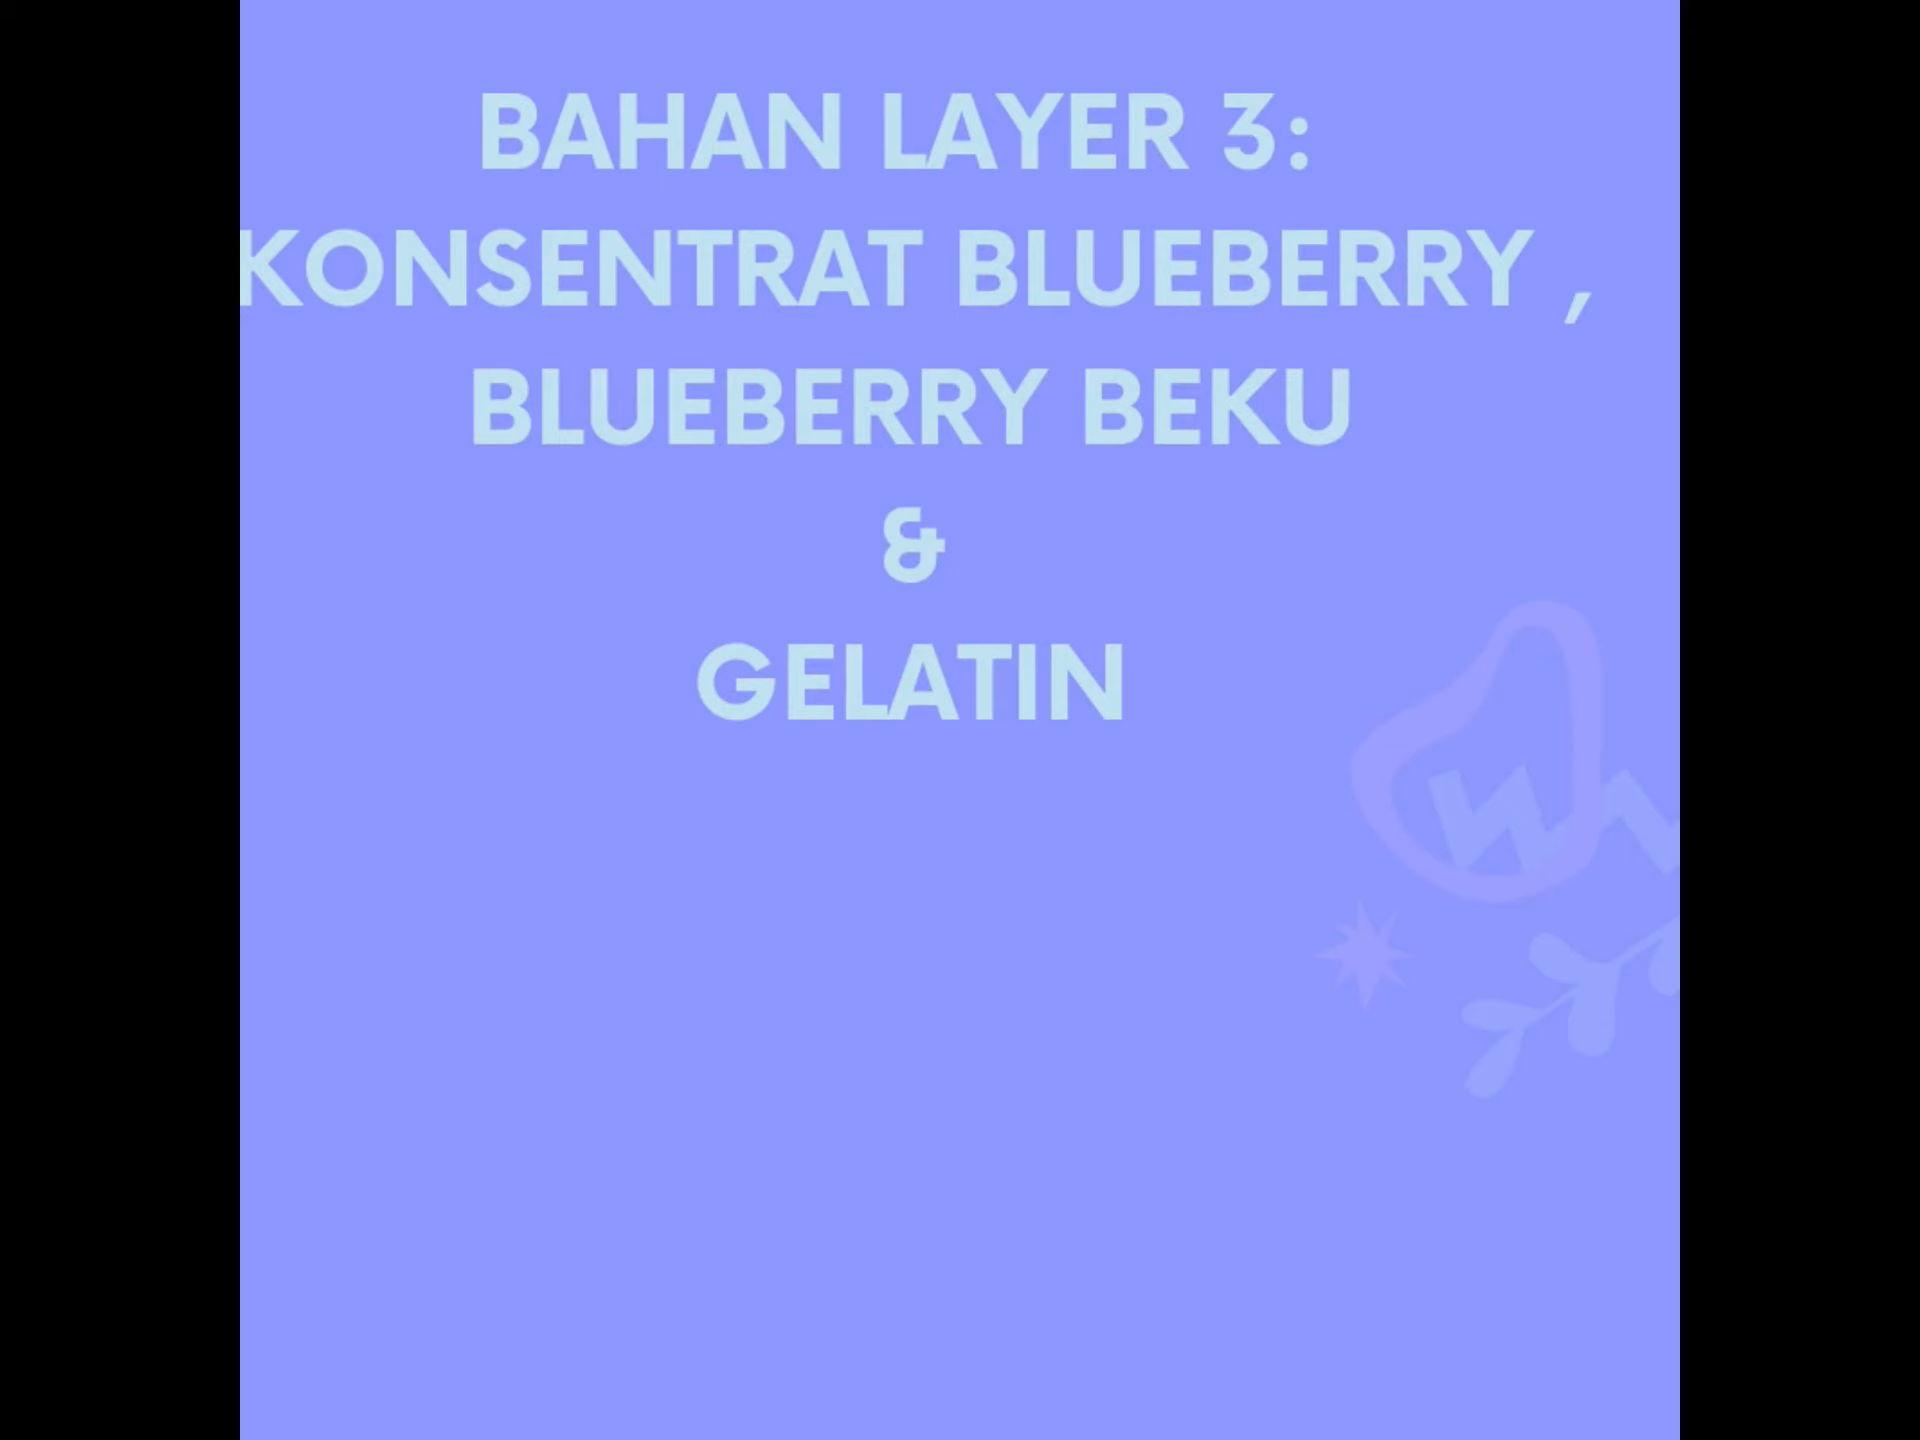 BAHAN LAYER 3:
KONSENTRAT BLUEBERRY ,
BLUEBERRY BEKU
&
GELATIN